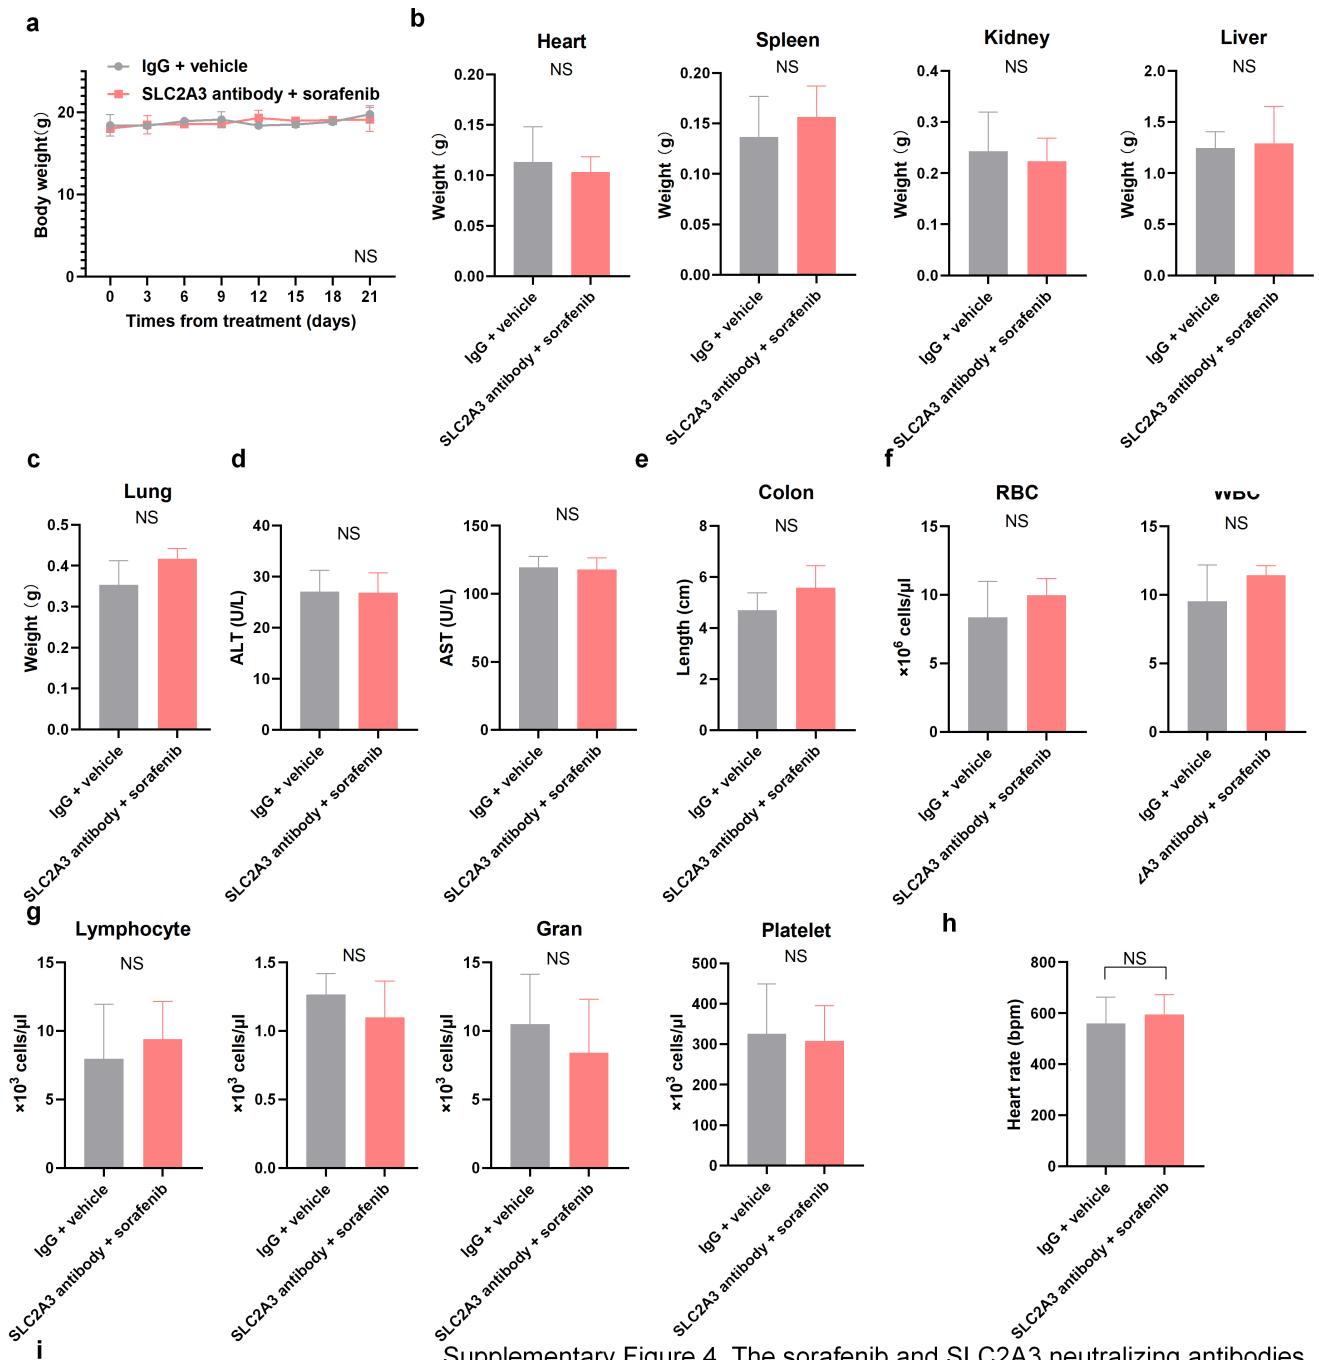 a
IgG + vehicle
SLC2A3 antibody + sorafenib
Body weight(g)
20
10
0
NS
0 3 6 9 12 15 18 21
Times from treatment (days)
b
Heart
NS
Weight（g）
0.20
0.15
0.10
0.05
0.00
IgG + vehicle
SLC2A3 antibody + sorafenib
Spleen
NS
Weight（g）
0.20
0.15
0.10
0.05
0.00
IgG + vehicle
SLC2A3 antibody + sorafenib
Kidney
NS
Weight（g）
0.4
0.3
0.2
0.1
0.0
IgG + vehicle
SLC2A3 antibody + sorafenib
Liver
NS
Weight（g）
2.0
1.5
1.0
0.5
0.0
IgG + vehicle
SLC2A3 antibody + sorafenib
c
Lung
NS
Weight（g）
0.5
0.4
0.3
0.2
0.1
0.0
IgG + vehicle
SLC2A3 antibody + sorafenib
d
NS
ALT (U/L)
40
30
20
10
0
IgG + vehicle
SLC2A3 antibody + sorafenib
NS
AST (U/L)
150
100
50
0
IgG + vehicle
SLC2A3 antibody + sorafenib
e
Colon
NS
Length (cm)
8
6
4
2
0
IgG + vehicle
SLC2A3 antibody + sorafenib
f
RBC
NS
×10⁶ cells/μl
15
10
5
0
IgG + vehicle
SLC2A3 antibody + sorafenib
WBC
NS
15
10
5
0
IgG + vehicle
A3 antibody + sorafenib
g
Lymphocyte
NS
×10³ cells/μl
15
10
5
0
IgG + vehicle
SLC2A3 antibody + sorafenib
NS
×10³ cells/μl
1.5
1.0
0.5
0.0
IgG + vehicle
SLC2A3 antibody + sorafenib
Gran
NS
×10³ cells/μl
15
10
5
0
IgG + vehicle
SLC2A3 antibody + sorafenib
Platelet
NS
×10³ cells/μl
500
400
300
200
100
0
IgG + vehicle
SLC2A3 antibody + sorafenib
h
NS
Heart rate (bpm)
800
600
400
200
0
IgG + vehicle
SLC2A3 antibody + sorafenib
i
Supplementary Figure 4. The sorafenib and SLC2A3 neutralizing antibodies